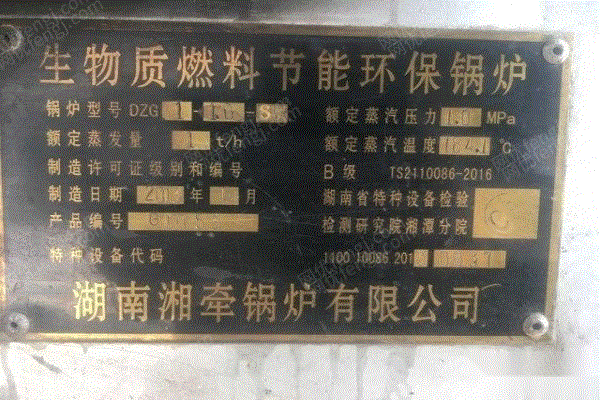 生物质燃料节能环保锅炉
锅炉型号 DZG 额定蒸汽压力 MPa
额定蒸发量 1 t/h 额定蒸汽温度 ℃
制造许可证级别和编号 B 级 TS2110086-2016
制造日期 年 月 湖南省特种设备检验
产品编号 检测研究院湘潭分院
特种设备代码 1100 10086 201
湖南湘牵锅炉有限公司